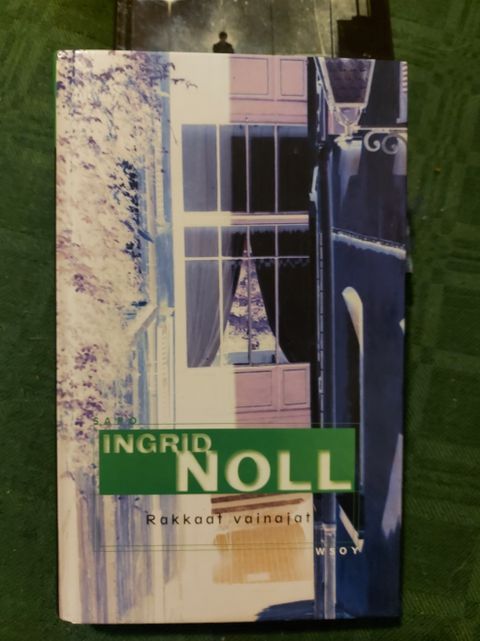 SAPO
INGRID
NOLL
Rakkaat vainajat
WSOY